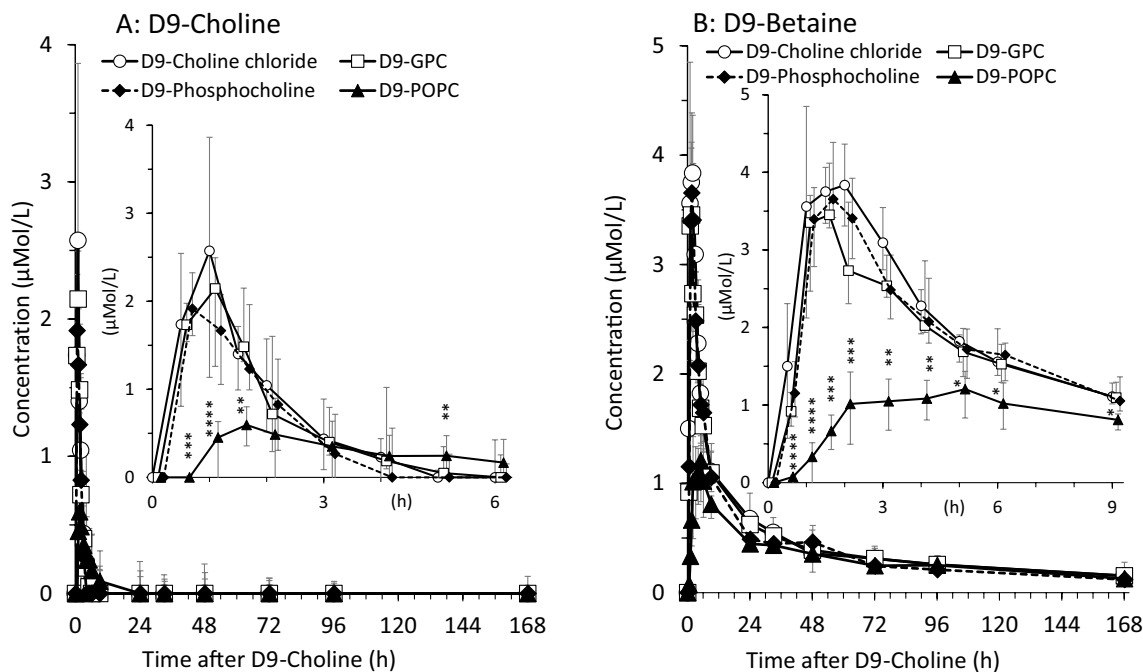 A: D9-Choline
D9-Choline chloride D9-GPC
D9-Phosphocholine D9-POPC
Concentration (µMol/L)
4
3
2
1
0
(µMol/L)
4
3
2
1
0
*** **** ** **
0 3 (h) 6
0 24 48 72 96 120 144 168
Time after D9-Choline (h)
B: D9-Betaine
D9-Choline chloride D9-GPC
D9-Phosphocholine D9-POPC
Concentration (µMol/L)
5
4
3
2
1
0
(µMol/L)
5
4
3
2
1
0
**** **** *** *** ** ** * * *
0 3 (h) 6 9
0 24 48 72 96 120 144 168
Time after D9-Choline (h)